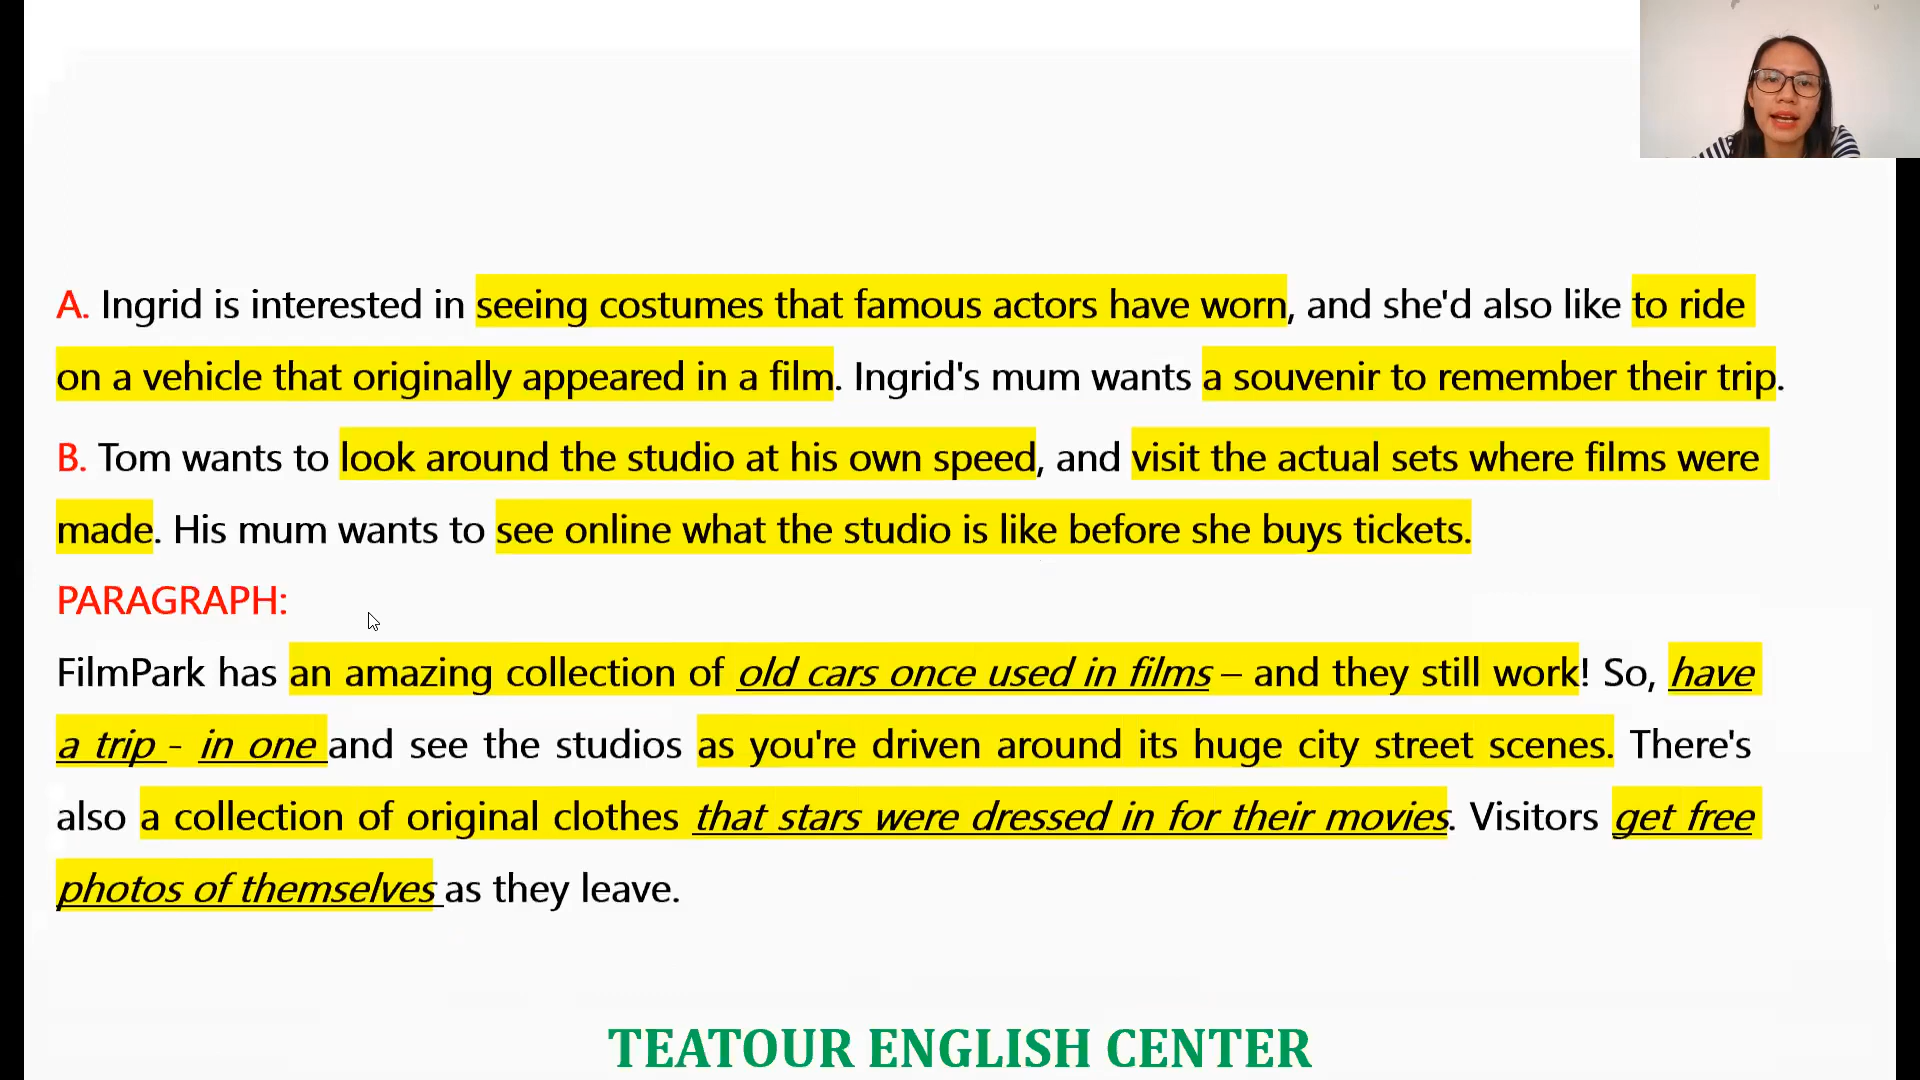 A. Ingrid is interested in seeing costumes that famous actors have worn, and she'd also like to ride
on a vehicle that originally appeared in a film. Ingrid's mum wants a souvenir to remember their trip.
B. Tom wants to look around the studio at his own speed, and visit the actual sets where films were
made. His mum wants to see online what the studio is like before she buys tickets.
PARAGRAPH:
FilmPark has an amazing collection of old cars once used in films – and they still work! So, have
a trip - in one and see the studios as you're driven around its huge city street scenes. There's
also a collection of original clothes that stars were dressed in for their movies. Visitors get free
photos of themselves as they leave.
TEATOUR ENGLISH CENTER